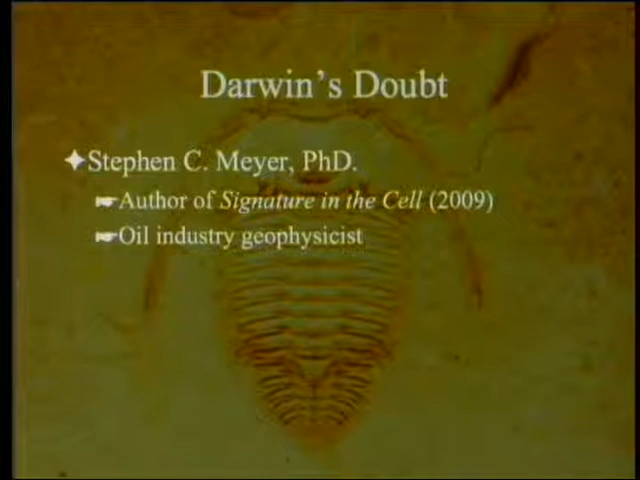 Darwin's Doubt
Stephen C. Meyer, PhD.
Author of Signature in the Cell (2009)
Oil industry geophysicist